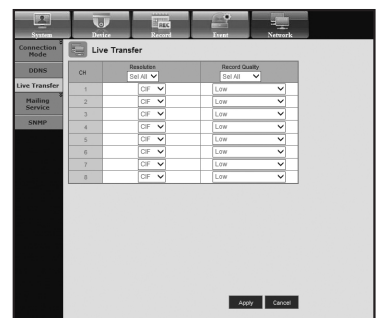 System Device Record Event Network
Connection Mode
DDNS
Live Transfer
Mailing Service
SNMP
Live Transfer
CH Resolution Record Quality
Sel All Sel All
1 CIF Low
2 CIF Low
3 CIF Low
4 CIF Low
5 CIF Low
6 CIF Low
7 CIF Low
8 CIF Low
Apply Cancel